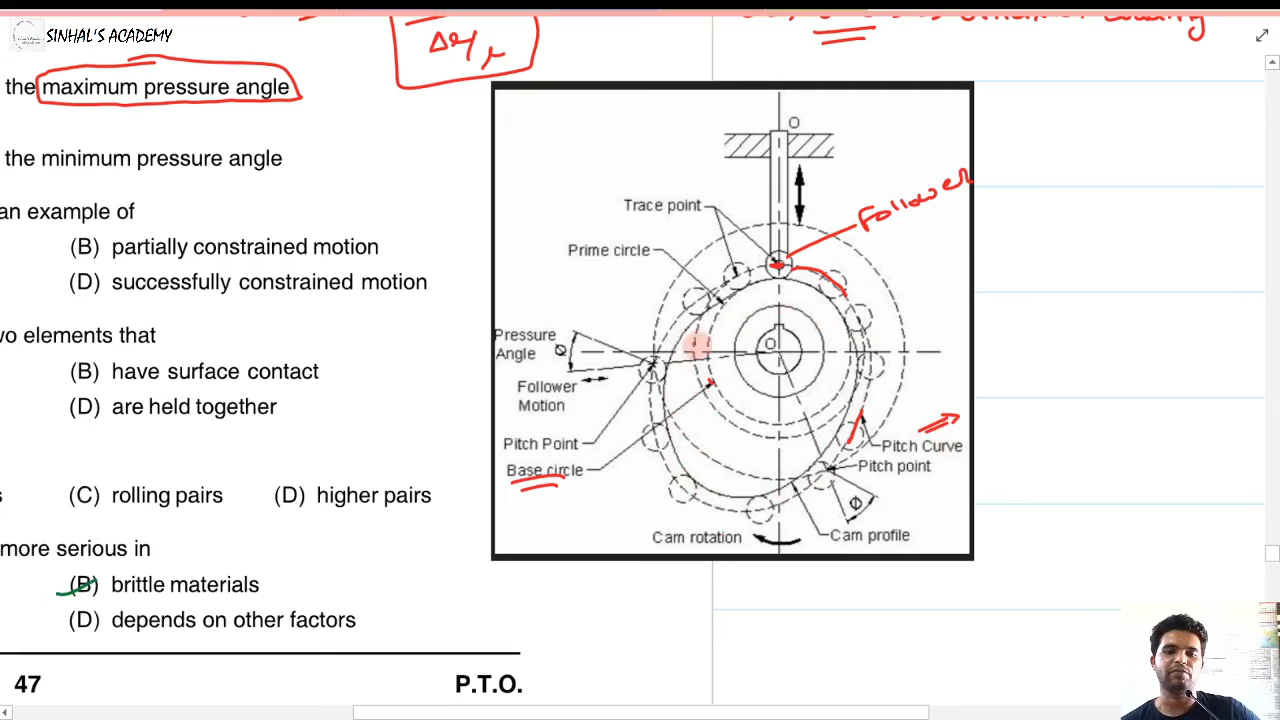 SINHAL'S ACADEMY
the maximum pressure angle
the minimum pressure angle
an example of
(B) partially constrained motion
(D) successfully constrained motion
wo elements that
(B) have surface contact
(D) are held together
s (C) rolling pairs (D) higher pairs
more serious in
(B) brittle materials
(D) depends on other factors
47 P.T.O.
O
Trace point
Follower
Prime circle
Pressure
Angle Ø
O
Follower
Motion
Pitch Point
Base circle
Pitch Curve
Pitch point
Ø
Cam rotation
Cam profile